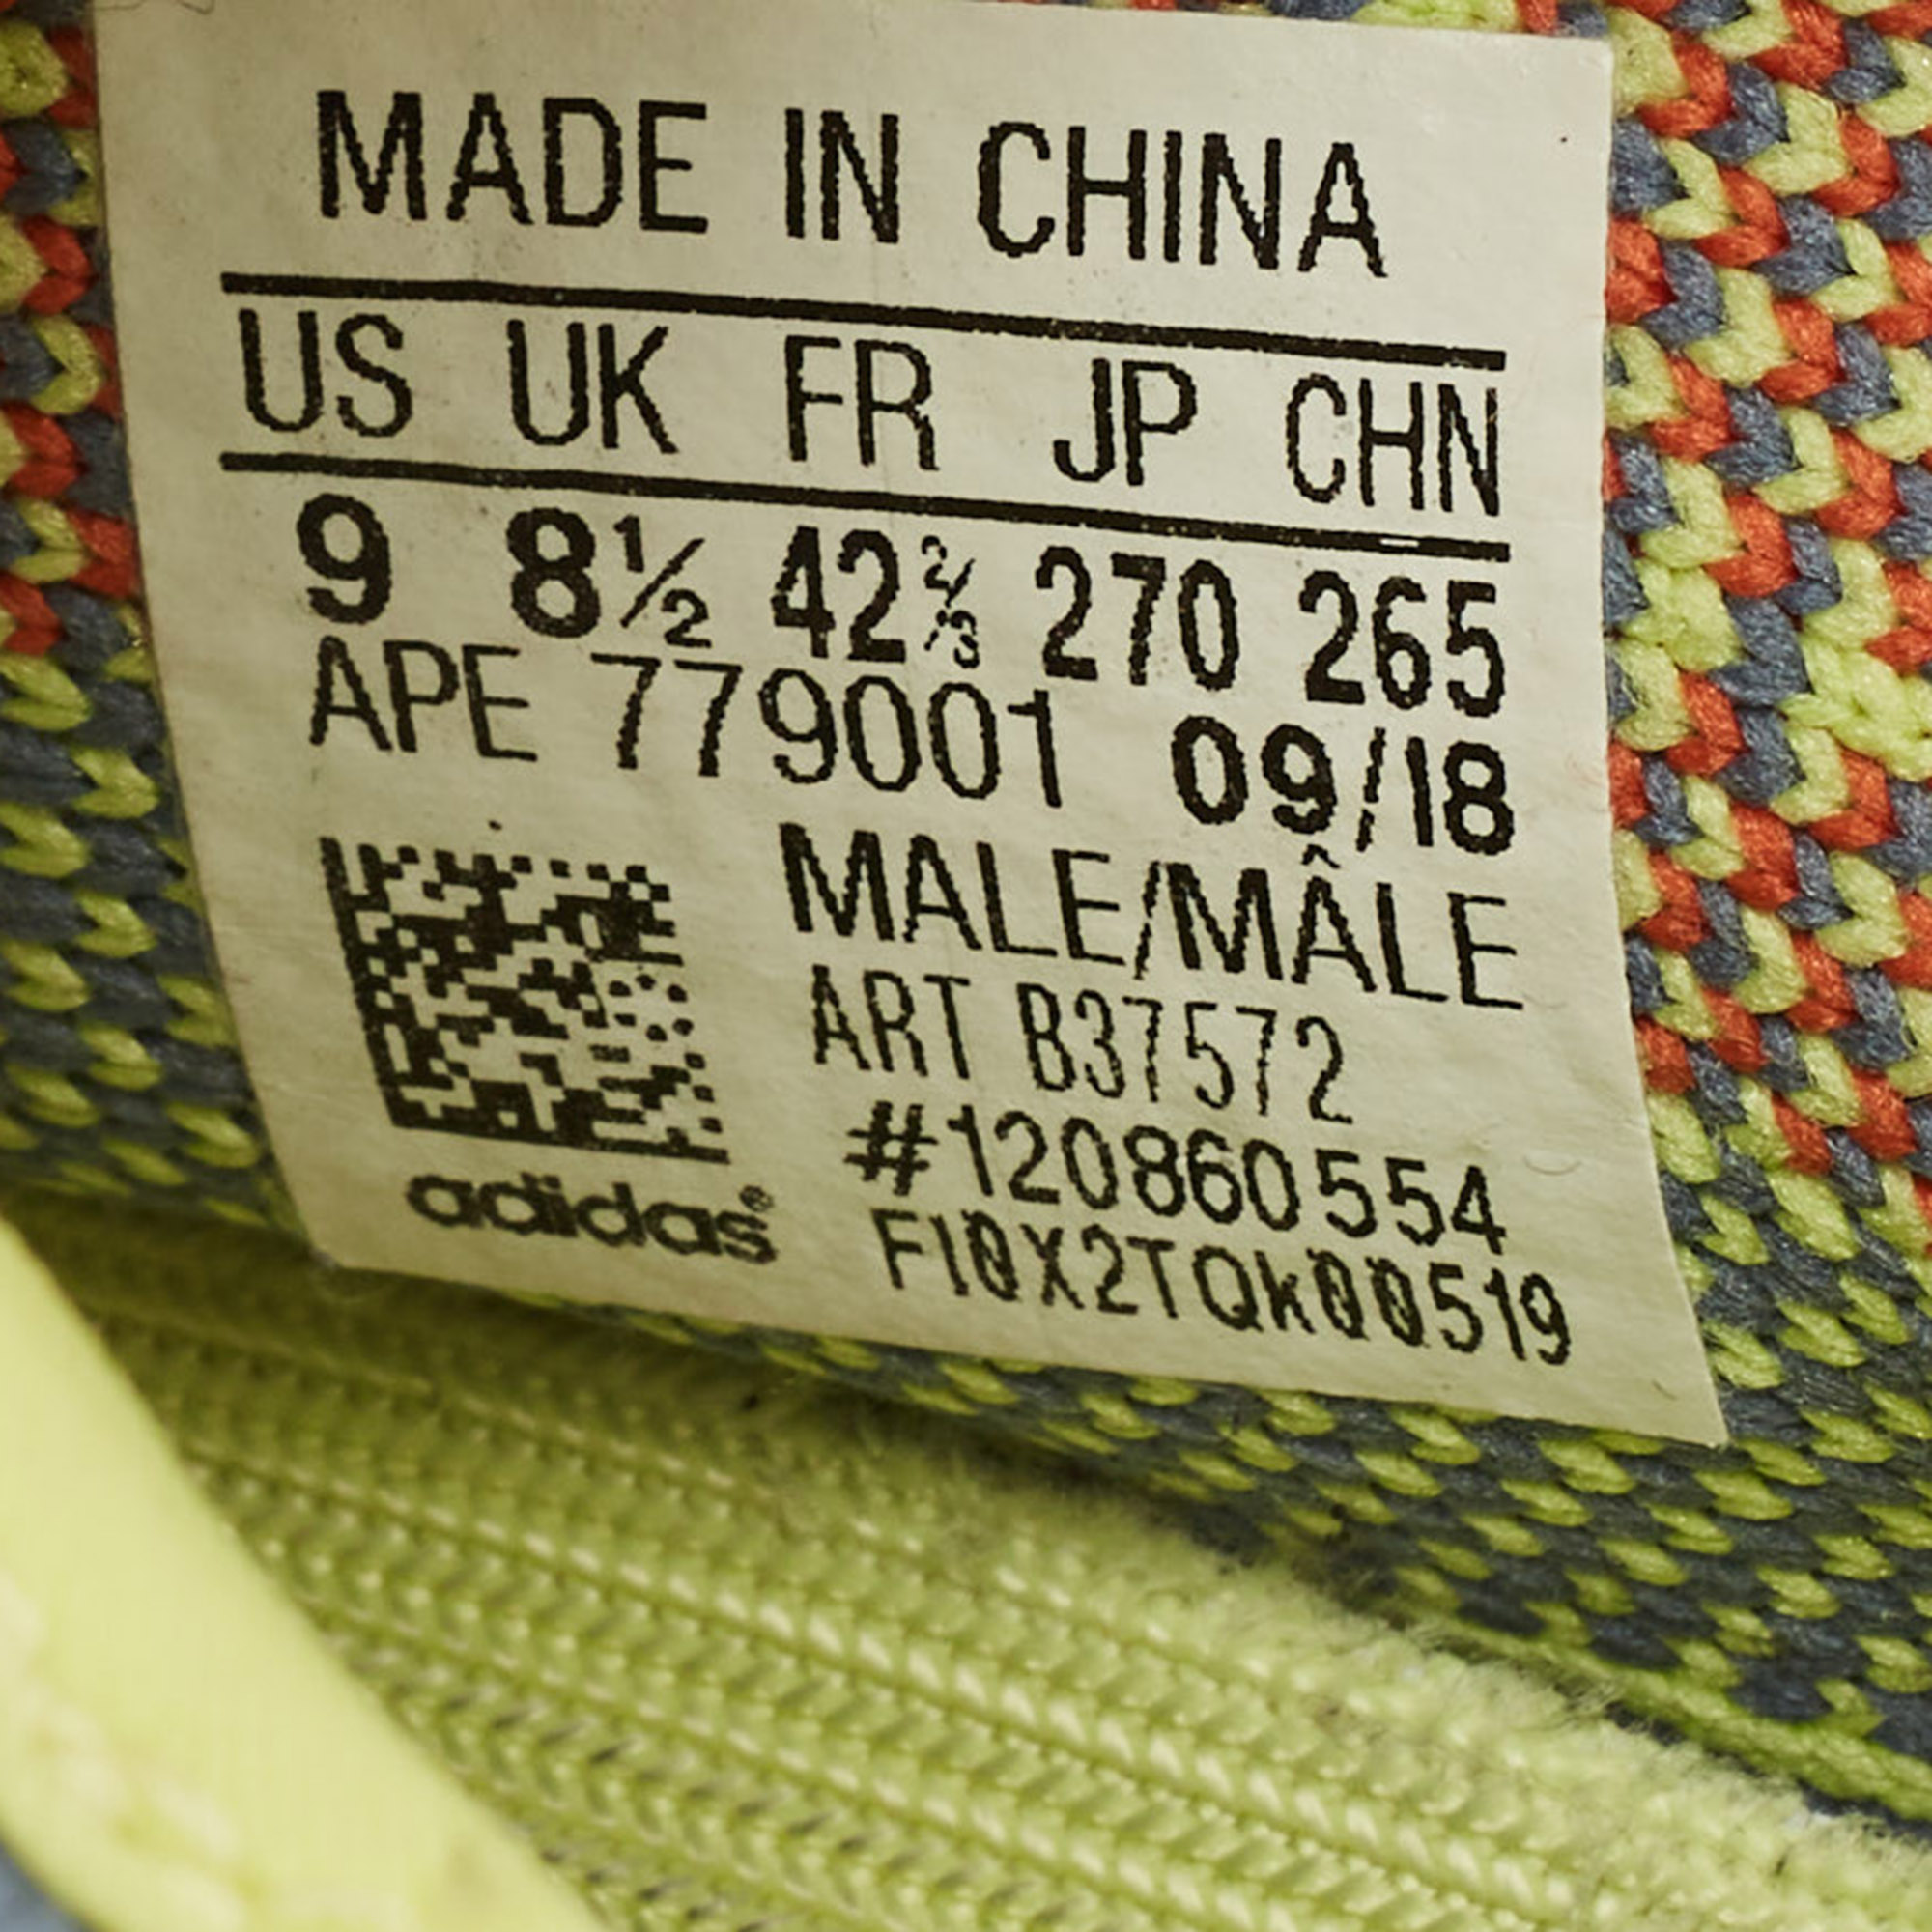 MADE IN CHINA
US UK FR JP CHN
9 8½ 42⅔ 270 265
APE 779001 09/18
MALE/MÂLE
ART B37572
#120860554
F10X2TQK00519
adidas®